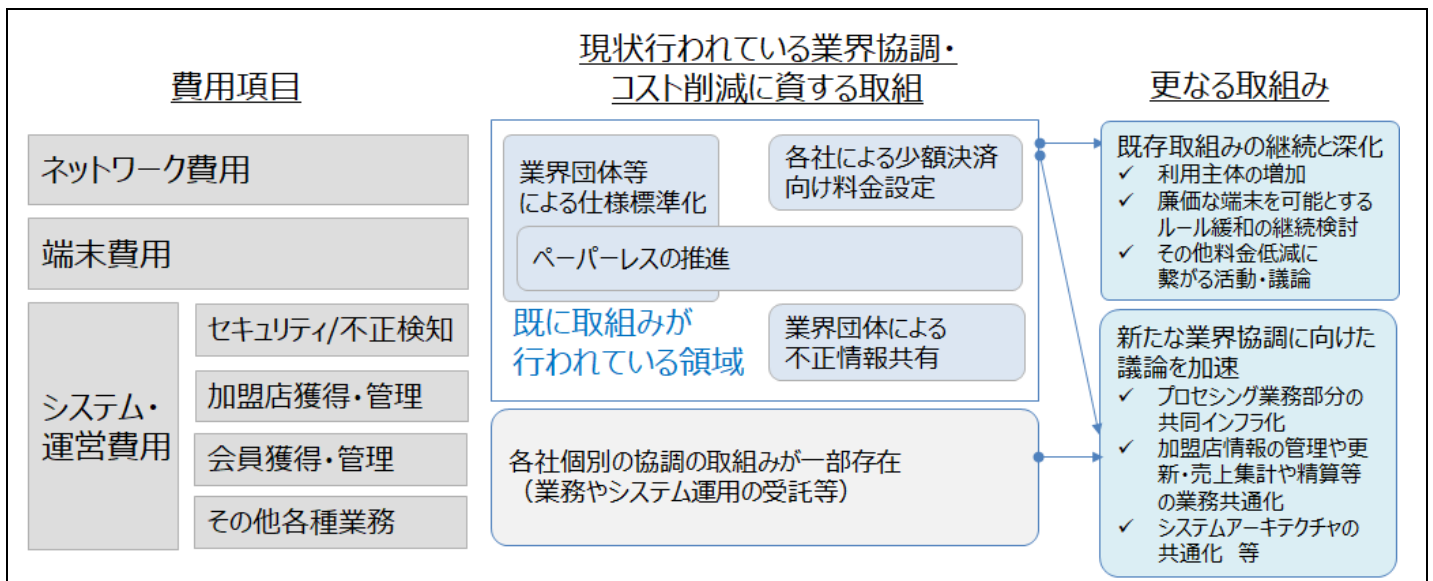 費用項目
ネットワーク費用
端末費用
システム・
運営費用
セキュリティ/不正検知
加盟店獲得・管理
会員獲得・管理
その他各種業務
現状行われている業界協調・
コスト削減に資する取組
業界団体等
による仕様標準化
各社による少額決済
向け料金設定
ペーパーレスの推進
既に取組みが
行われている領域
業界団体による
不正情報共有
各社個別の協調の取組みが一部存在
（業務やシステム運用の受託等）
更なる取組み
既存取組みの継続と深化
✓ 利用主体の増加
✓ 廉価な端末を可能とする
ルール緩和の継続検討
✓ その他料金低減に
繋がる活動・議論
新たな業界協調に向けた
議論を加速
✓ プロセシング業務部分の
共同インフラ化
✓ 加盟店情報の管理や更
新・売上集計や精算等
の業務共通化
✓ システムアーキテクチャの
共通化 等